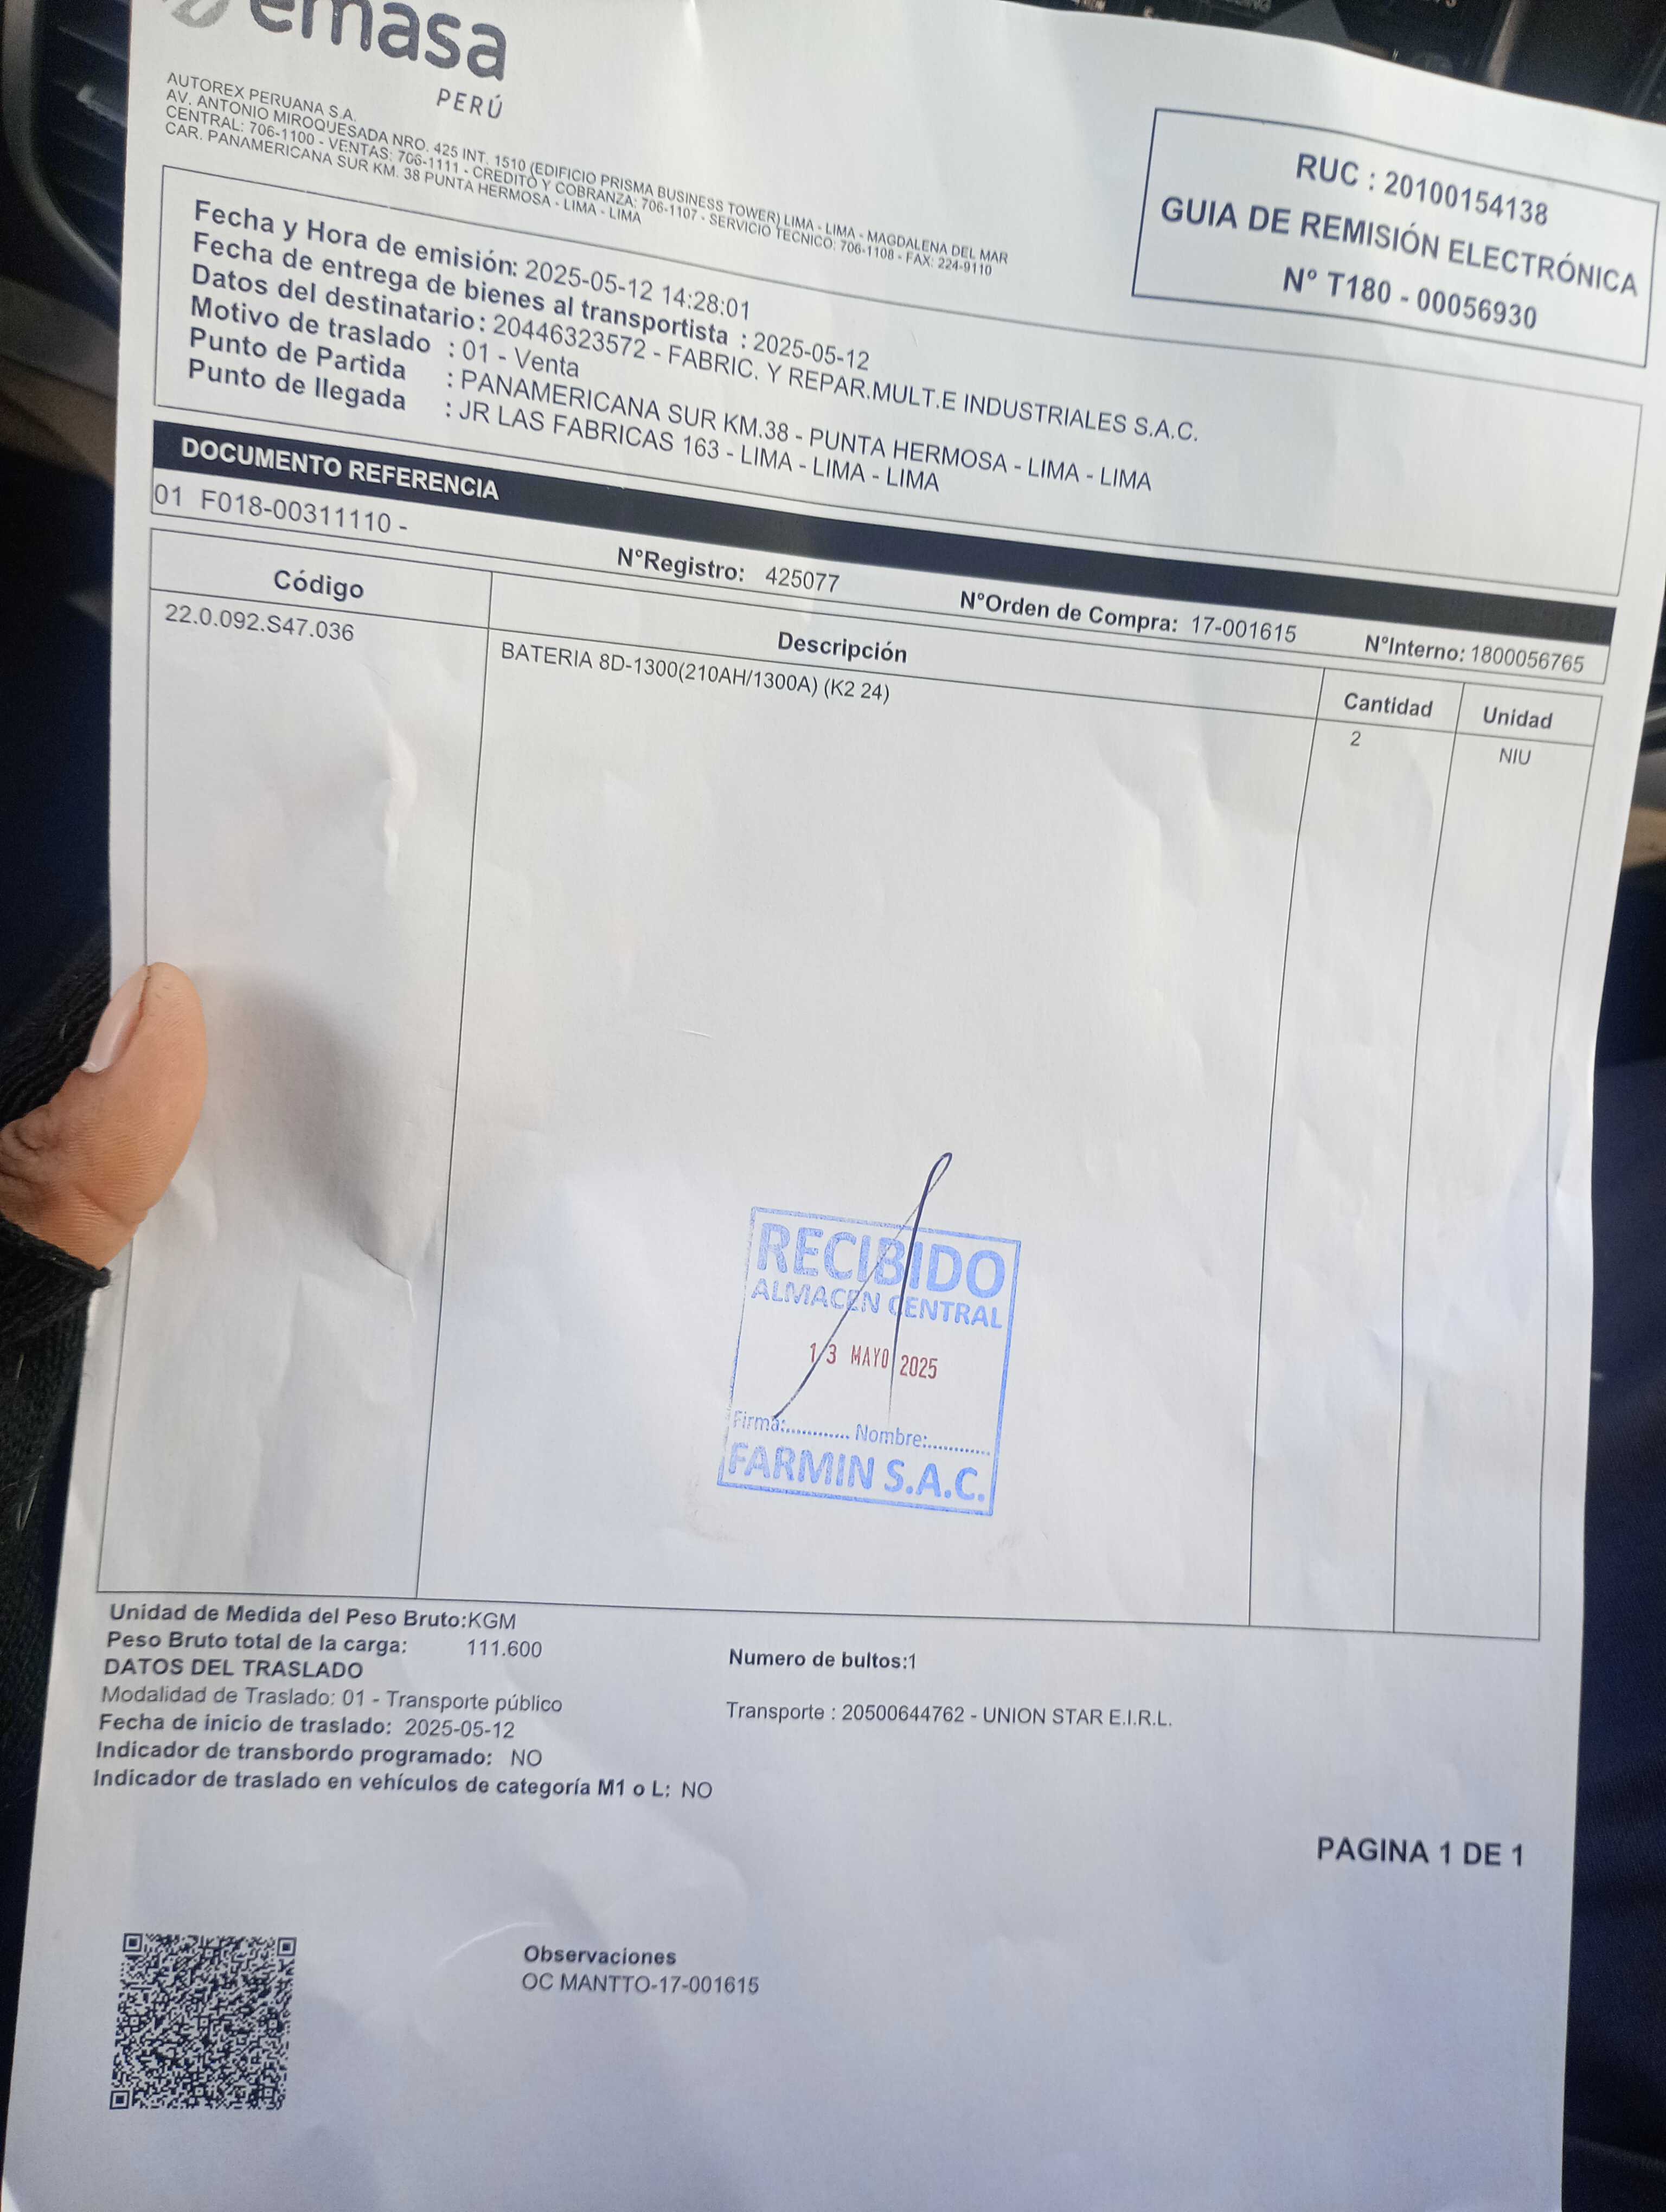 emasa
PERÚ
AUTOREX PERUANA S.A.
AV. ANTONIO MIROQUESADA NRO. 425 INT. 1510 (EDIFICIO PRISMA BUSINESS TOWER) LIMA - LIMA - MAGDALENA DEL MAR
CENTRAL: 706-1100 - VENTAS: 706-1111 - CREDITO Y COBRANZA: 706-1107 - SERVICIO TECNICO: 706-1108 - FAX: 224-9110
CAR. PANAMERICANA SUR KM. 38 PUNTA HERMOSA - LIMA - LIMA
RUC : 20100154138
GUIA DE REMISIÓN ELECTRÓNICA
N° T180 - 00056930
Fecha y Hora de emisión: 2025-05-12 14:28:01
Fecha de entrega de bienes al transportista : 2025-05-12
Datos del destinatario: 20446323572 - FABRIC. Y REPAR.MULT.E INDUSTRIALES S.A.C.
Motivo de traslado : 01 - Venta
Punto de Partida : PANAMERICANA SUR KM.38 - PUNTA HERMOSA - LIMA - LIMA
Punto de llegada : JR LAS FABRICAS 163 - LIMA - LIMA - LIMA
DOCUMENTO REFERENCIA
01 F018-00311110 -
N°Registro: 425077 N°Orden de Compra: 17-001615 N°Interno: 1800056765
Código Descripción Cantidad Unidad
22.0.092.S47.036 BATERIA 8D-1300(210AH/1300A) (K2 24) 2 NIU
RECIBIDO
ALMACEN CENTRAL
13 MAYO 2025
Firma:............. Nombre:............
FARMIN S.A.C.
Unidad de Medida del Peso Bruto:KGM
Peso Bruto total de la carga: 111.600
Numero de bultos:1
DATOS DEL TRASLADO
Modalidad de Traslado: 01 - Transporte público
Transporte : 20500644762 - UNION STAR E.I.R.L.
Fecha de inicio de traslado: 2025-05-12
Indicador de transbordo programado: NO
Indicador de traslado en vehículos de categoría M1 o L: NO
PAGINA 1 DE 1
Observaciones
OC MANTTO-17-001615